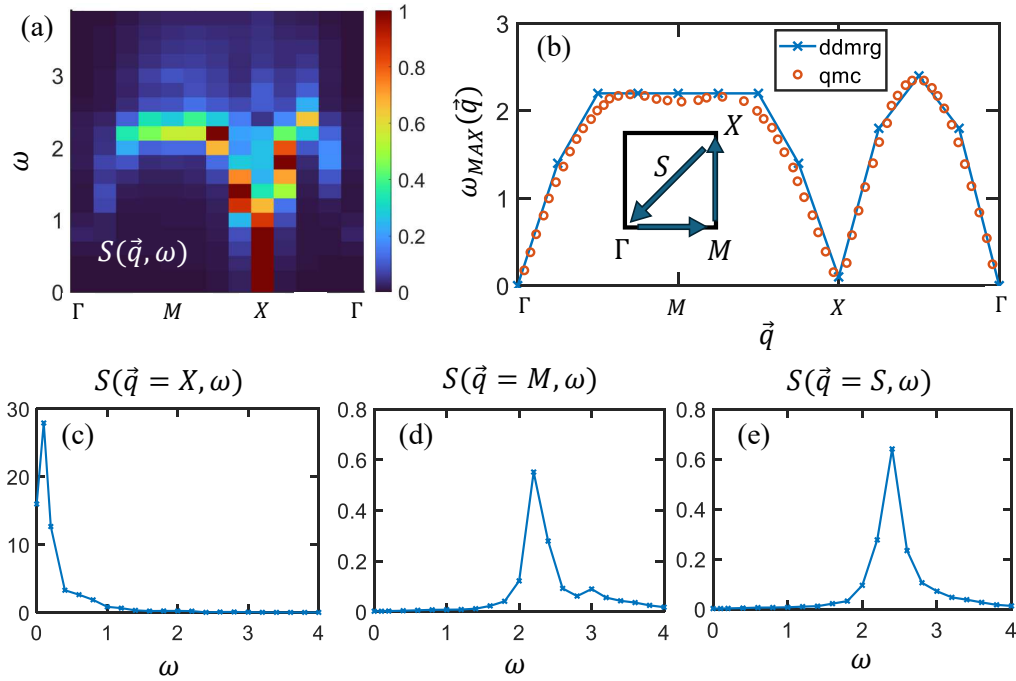 (a)
ω
3
2
1
0
S(q⃗, ω)
Γ M X Γ
1
0.8
0.6
0.4
0.2
0
(b)
ω_MAX(q⃗)
3
2
1
0
ddmrg
qmc
X
S
Γ
M
Γ M X Γ
q⃗
S(q⃗ = X, ω)
(c)
30
20
10
0
0 1 2 3 4
ω
S(q⃗ = M, ω)
(d)
0.8
0.6
0.4
0.2
0
0 1 2 3 4
ω
S(q⃗ = S, ω)
(e)
0.8
0.6
0.4
0.2
0
0 1 2 3 4
ω